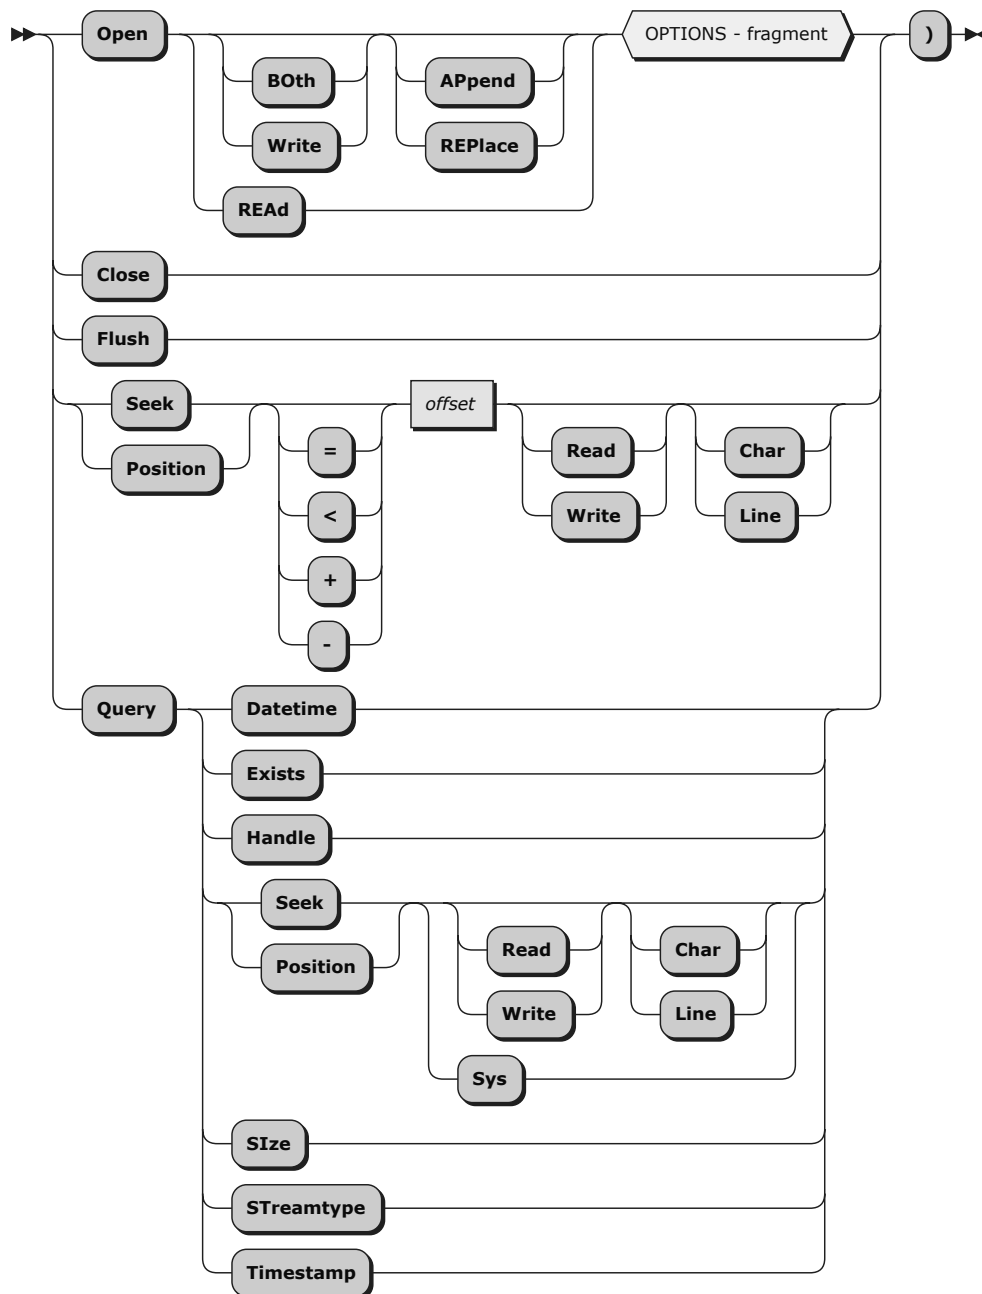 Open OPTIONS - fragment )
BOth APpend
Write REPlace
REAd
Close
Flush
Seek offset
= Read Char
Position
< Write Line
+
-
Query Datetime
Exists
Handle
Seek
Read Char
Position
Write Line
Sys
SIze
STreamtype
Timestamp